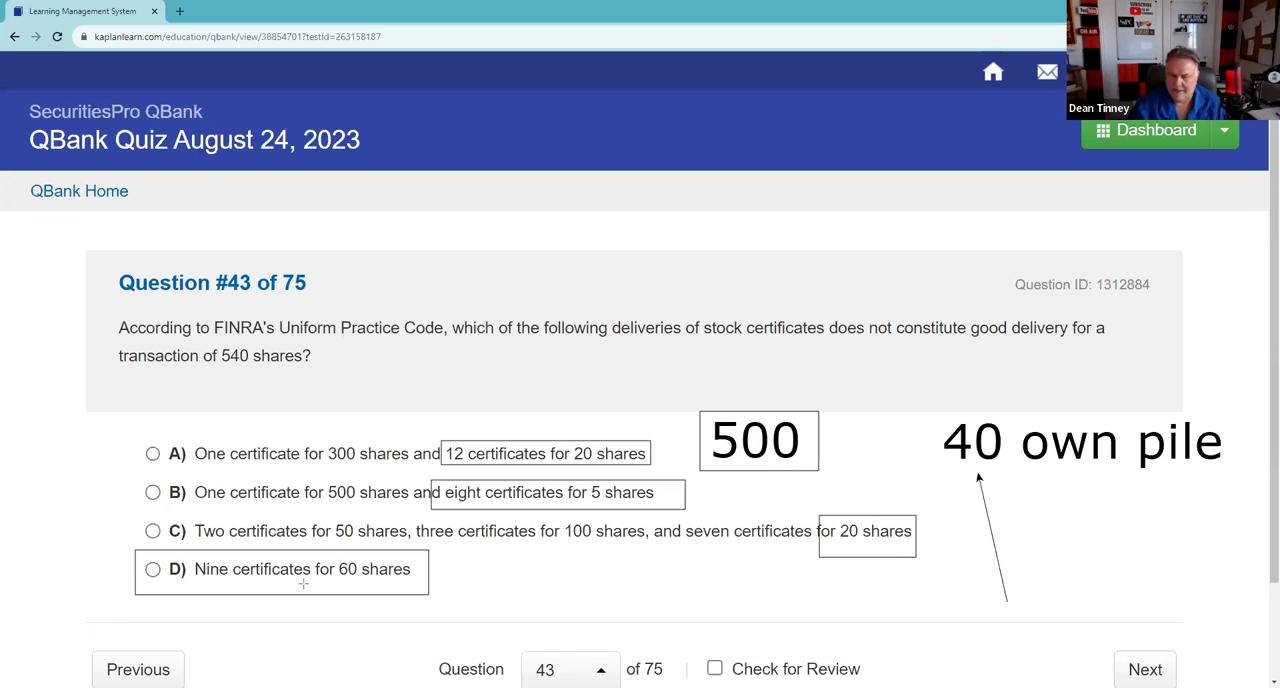 Learning Management System
kaplanlearn.com/education/qbank/view/38854701?testId=263158187
SUBSCRIBE
ON AIR
Dean Tinney
SecuritiesPro QBank
QBank Quiz August 24, 2023
Dashboard
QBank Home
Question #43 of 75
Question ID: 1312884
According to FINRA's Uniform Practice Code, which of the following deliveries of stock certificates does not constitute good delivery for a
transaction of 540 shares?
500
40 own pile
A) One certificate for 300 shares and 12 certificates for 20 shares
B) One certificate for 500 shares and eight certificates for 5 shares
C) Two certificates for 50 shares, three certificates for 100 shares, and seven certificates for 20 shares
D) Nine certificates for 60 shares
Previous
Question 43 of 75
Check for Review
Next